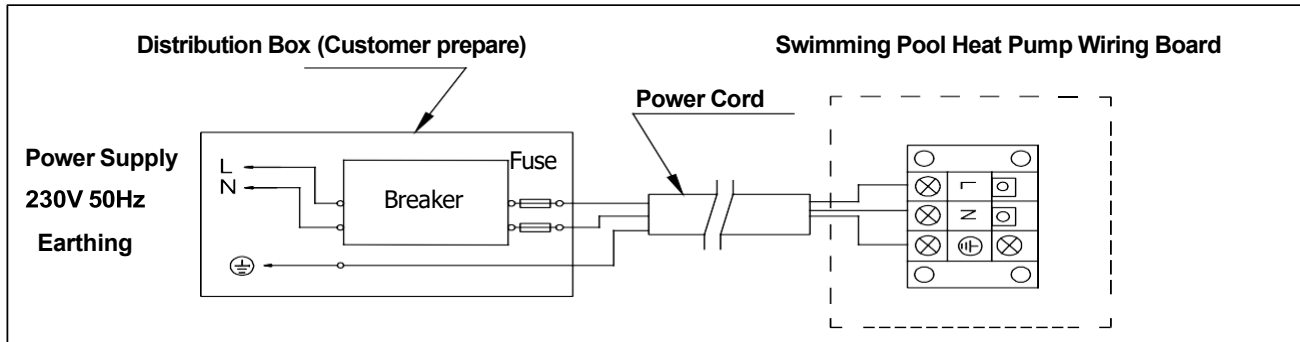 Distribution Box (Customer prepare)
Swimming Pool Heat Pump Wiring Board
Power Cord
Power Supply
230V 50Hz
Earthing
L
N
Fuse
Breaker
L
N